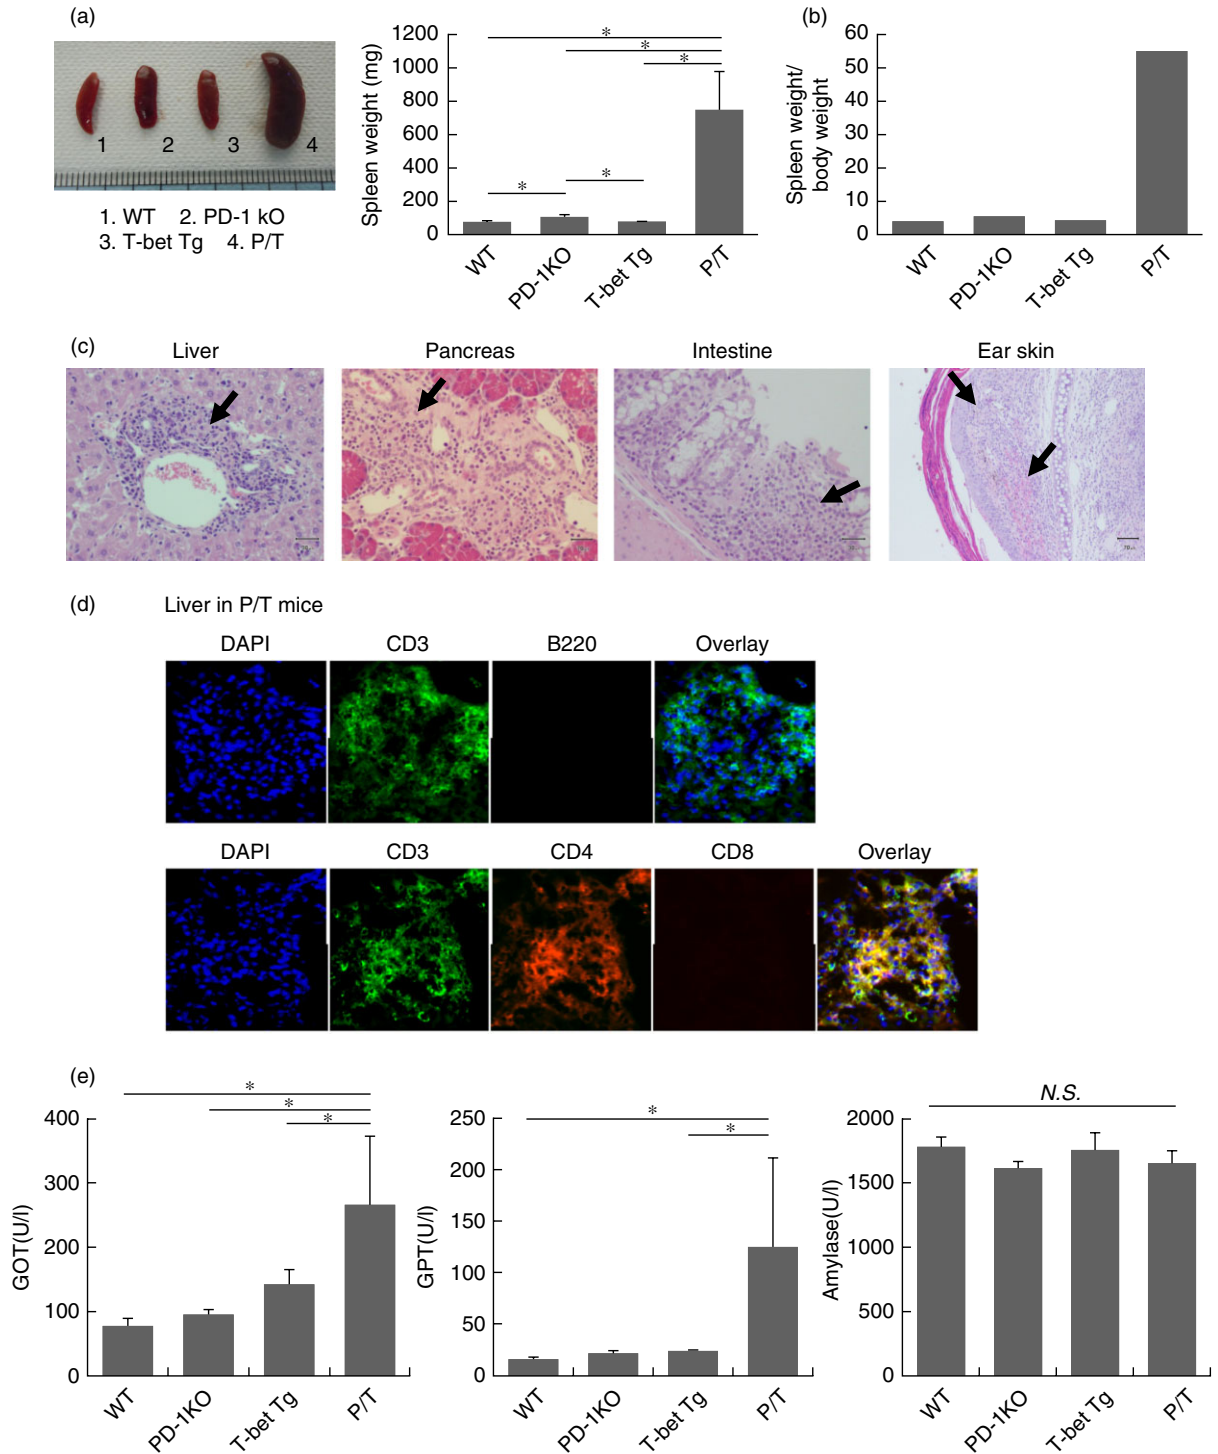 (a)
1 2 3 4
1. WT 2. PD-1 kO
3. T-bet Tg 4. P/T
Spleen weight (mg)
1200
1000
800
600
400
200
0
* * * * *
WT PD-1KO T-bet Tg P/T
(b)
Spleen weight/
body weight
60
50
40
30
20
10
0
WT PD-1KO T-bet Tg P/T
(c)
Liver Pancreas Intestine Ear skin
(d) Liver in P/T mice
DAPI CD3 B220 Overlay
DAPI CD3 CD4 CD8 Overlay
(e)
GOT(U/l)
400
300
200
100
0
* * *
WT PD-1KO T-bet Tg P/T
GPT(U/l)
250
200
150
100
50
0
* *
WT PD-1KO T-bet Tg P/T
Amylase(U/l)
2000
1500
1000
500
0
N.S.
WT PD-1KO T-bet Tg P/T